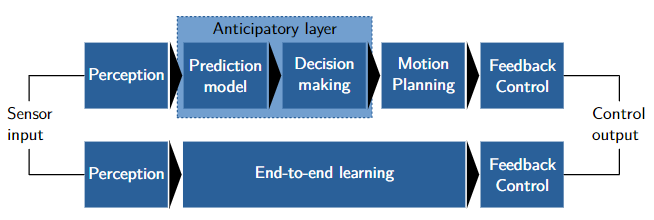 Anticipatory layer
Perception
Prediction
model
Decision
making
Motion
Planning
Feedback
Control
Sensor
input
Control
output
Perception
End-to-end learning
Feedback
Control